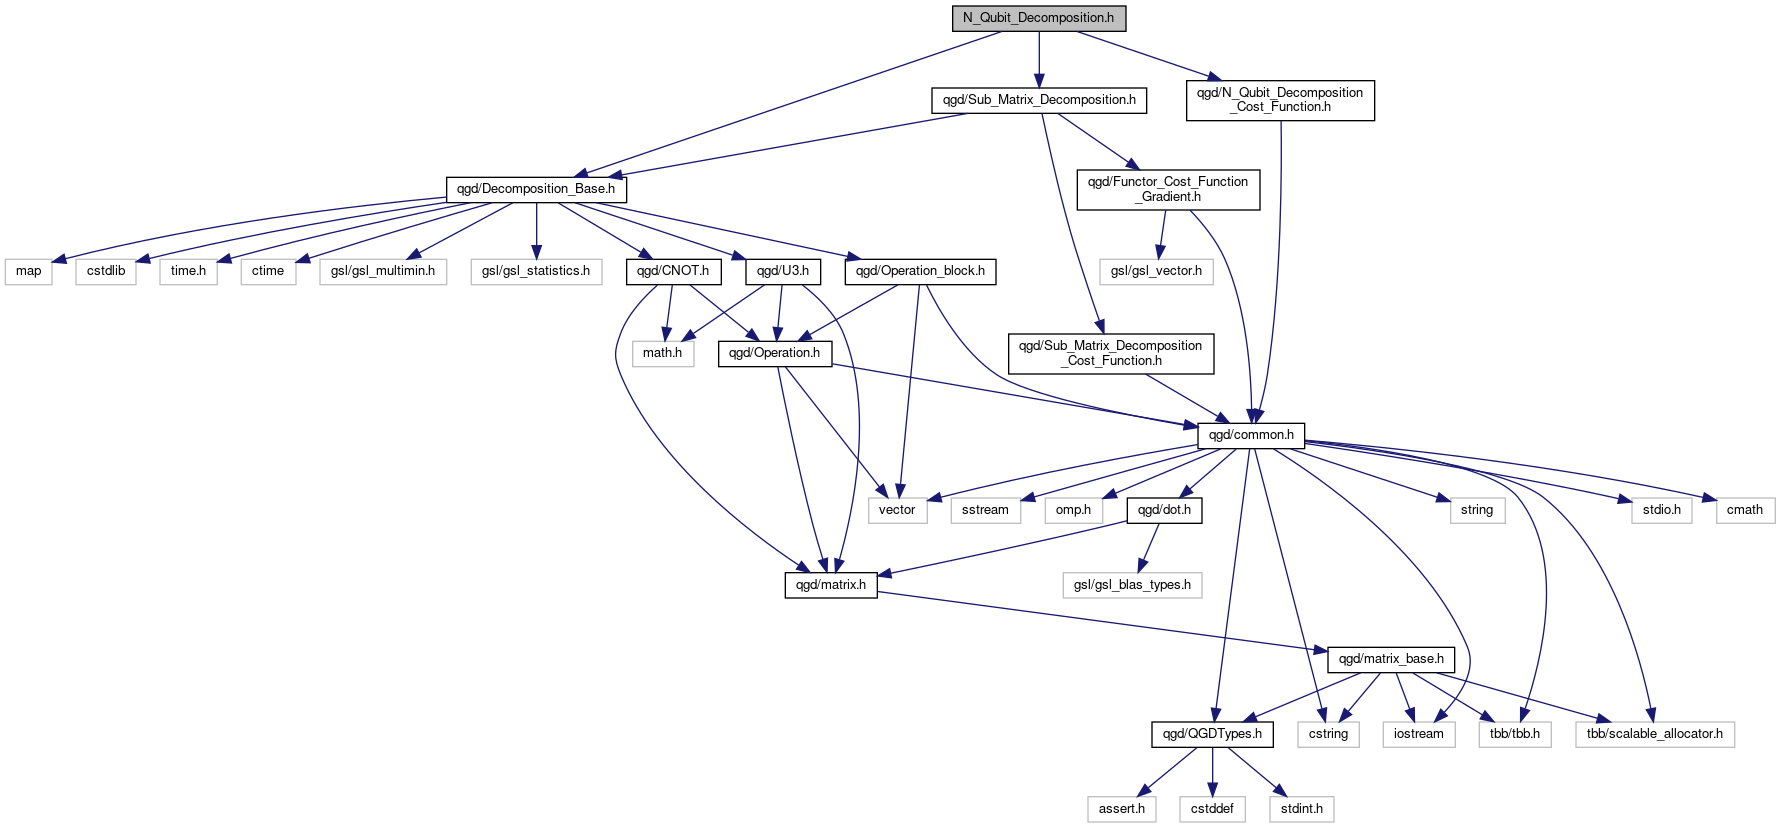 N_Qubit_Decomposition.h
qgd/Sub_Matrix_Decomposition.h
qgd/N_Qubit_Decomposition
_Cost_Function.h
qgd/Decomposition_Base.h
qgd/Functor_Cost_Function
_Gradient.h
map
cstdlib
time.h
ctime
gsl/gsl_multimin.h
gsl/gsl_statistics.h
qgd/CNOT.h
qgd/U3.h
qgd/Operation_block.h
gsl/gsl_vector.h
math.h
qgd/Operation.h
qgd/Sub_Matrix_Decomposition
_Cost_Function.h
qgd/common.h
vector
sstream
omp.h
qgd/dot.h
string
stdio.h
cmath
qgd/matrix.h
gsl/gsl_blas_types.h
qgd/matrix_base.h
qgd/QGDTypes.h
cstring
iostream
tbb/tbb.h
tbb/scalable_allocator.h
assert.h
cstddef
stdint.h